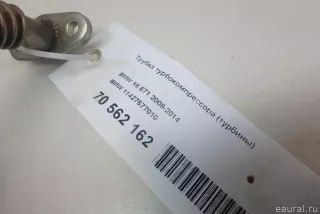 Трубка турбокомпрессора (турбины)
BMW X6 E71 2008-2014
BMW 11427577010
70 562 162
eaural.ru